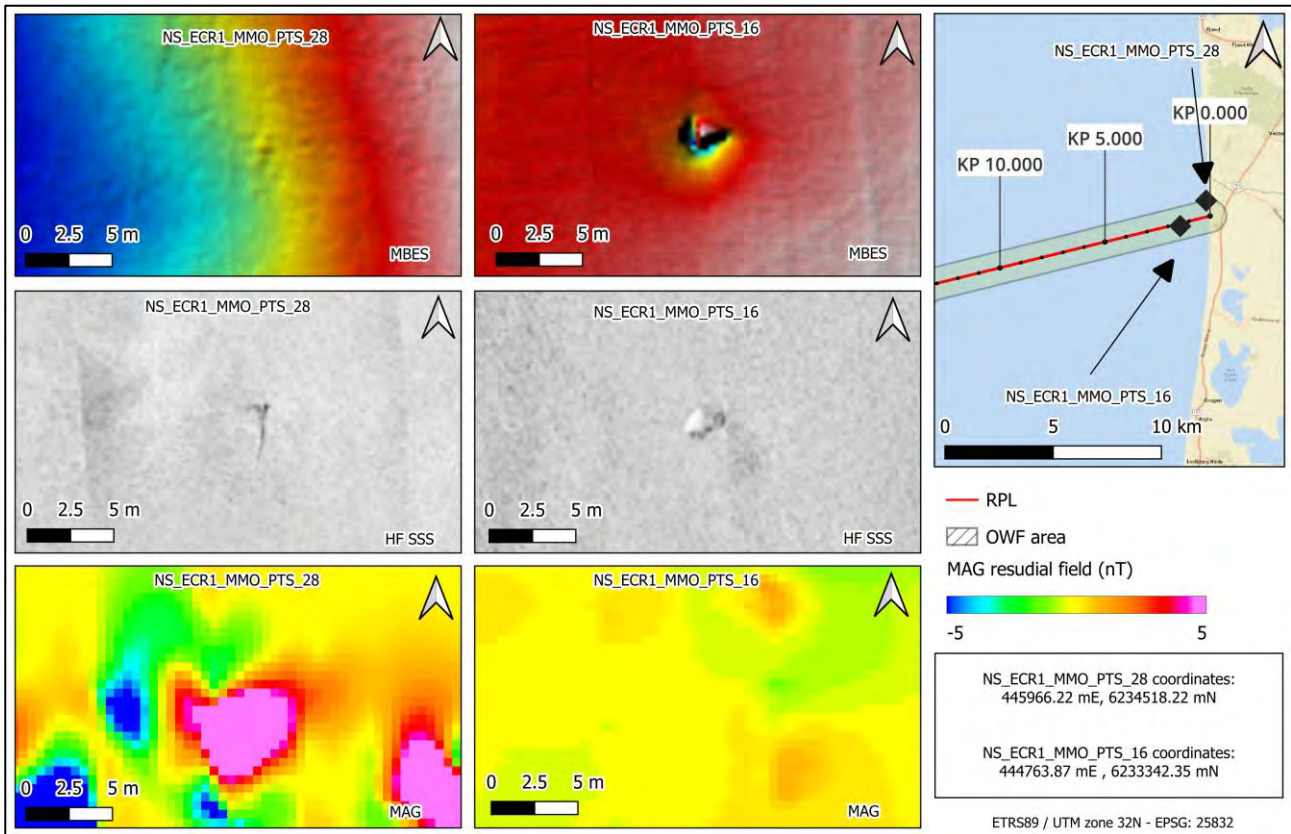 NS_ECR1_MMO_PTS_28
0 2.5 5 m
MBES
NS_ECR1_MMO_PTS_16
0 2.5 5 m
MBES
NS_ECR1_MMO_PTS_28
0 2.5 5 m
HF SSS
NS_ECR1_MMO_PTS_16
0 2.5 5 m
HF SSS
NS_ECR1_MMO_PTS_28
0 2.5 5 m
MAG
NS_ECR1_MMO_PTS_16
0 2.5 5 m
MAG
NS_ECR1_MMO_PTS_28
KP 0.000
KP 5.000
KP 10.000
NS_ECR1_MMO_PTS_16
0 5 10 km
RPL
OWF area
MAG resudial field (nT)
-5 5
NS_ECR1_MMO_PTS_28 coordinates:
445966.22 mE, 6234518.22 mN
NS_ECR1_MMO_PTS_16 coordinates:
444763.87 mE , 6233342.35 mN
ETRS89 / UTM zone 32N - EPSG: 25832